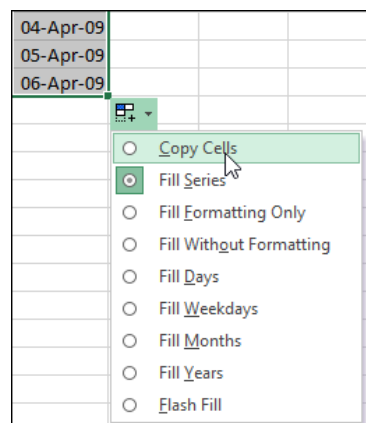 04-Apr-09
05-Apr-09
06-Apr-09
Copy Cells
Fill Series
Fill Formatting Only
Fill Without Formatting
Fill Days
Fill Weekdays
Fill Months
Fill Years
Flash Fill